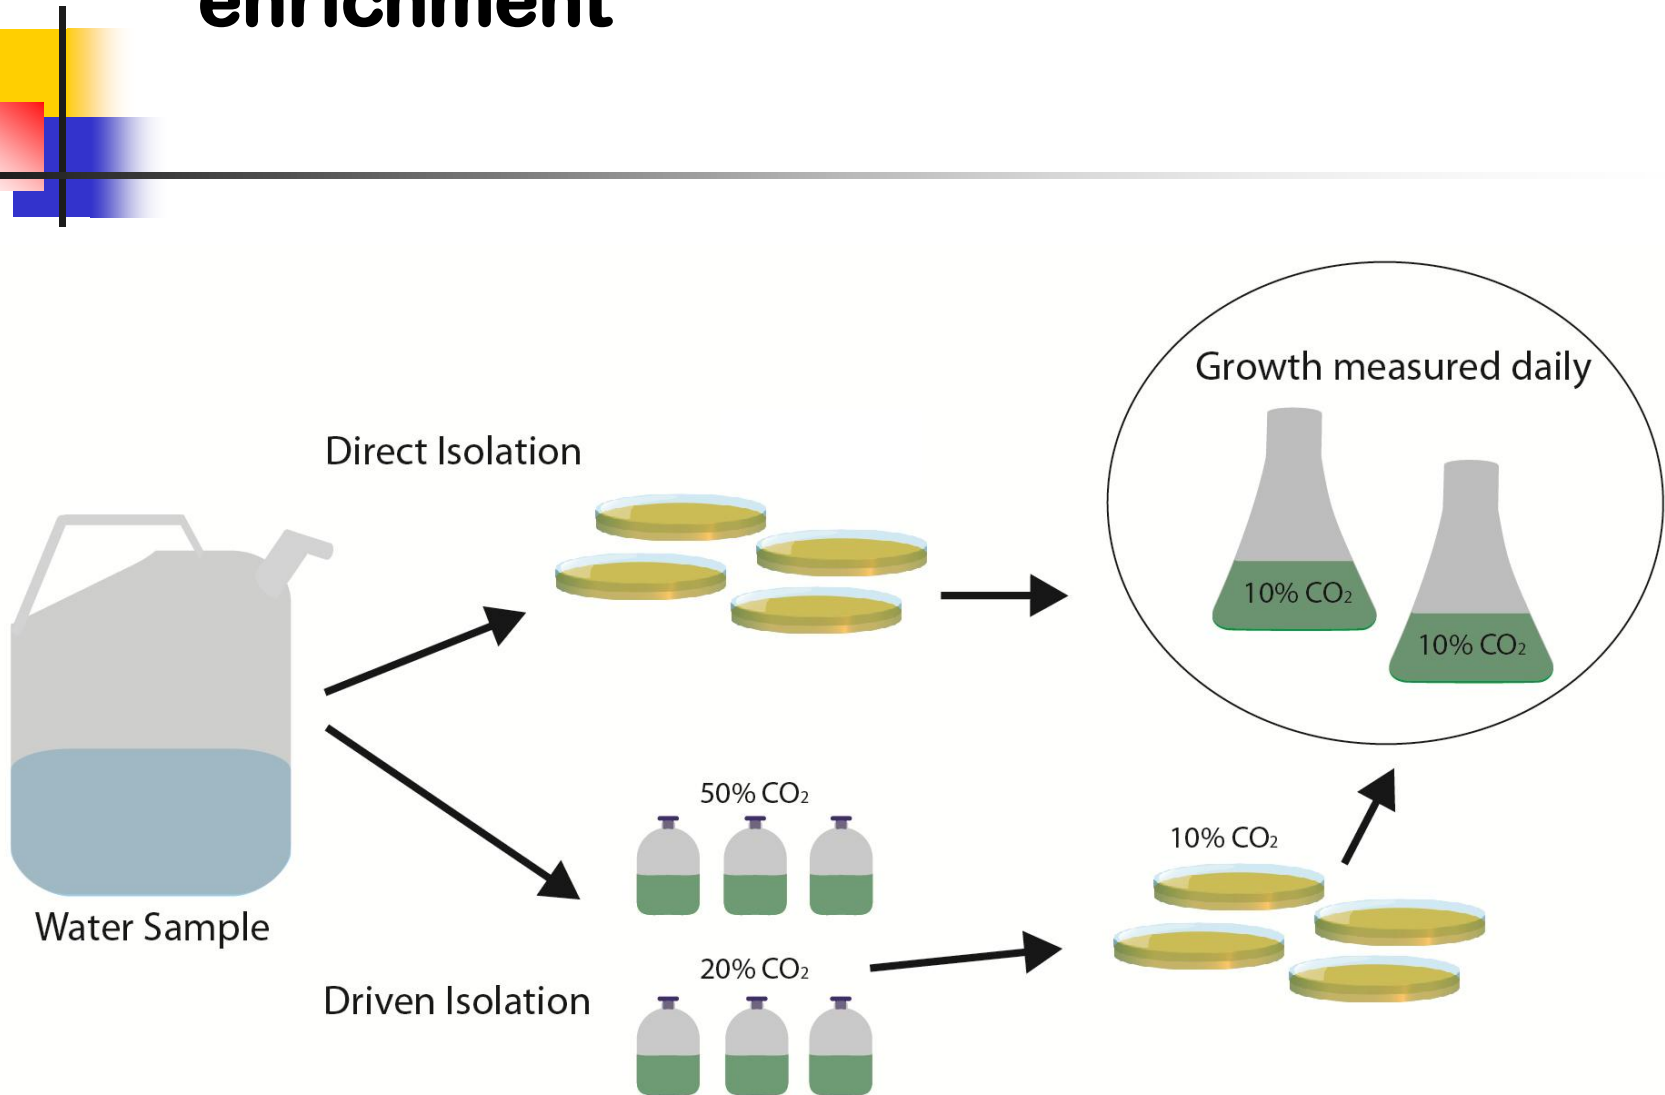 enrichment
Growth measured daily
Direct Isolation
10% CO₂
10% CO₂
50% CO₂
10% CO₂
Water Sample
20% CO₂
Driven Isolation